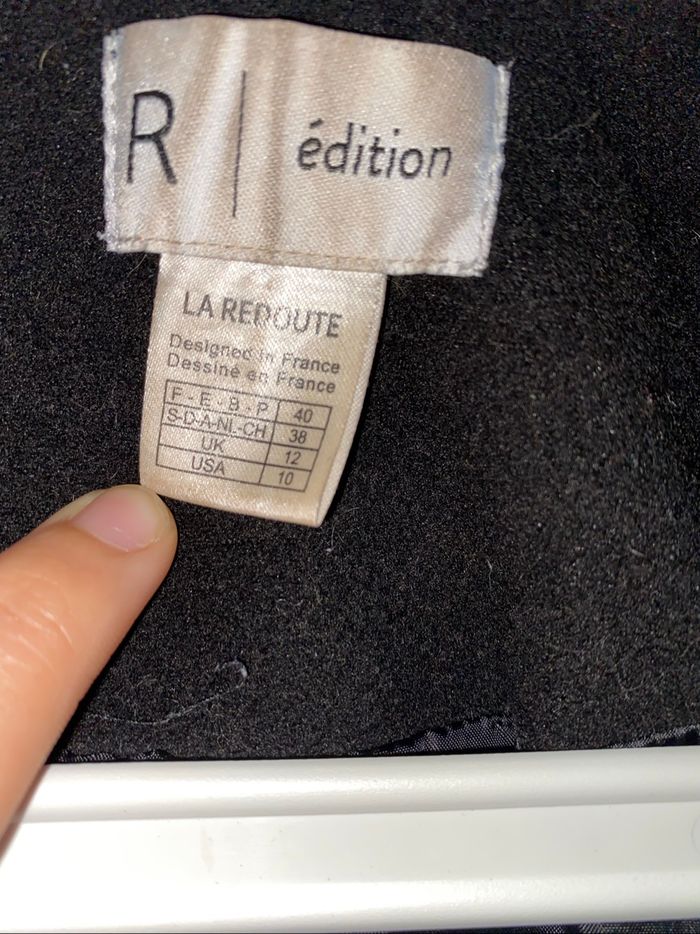 R | édition
LA REDOUTE
Designed in France
Dessiné en France
F - E - B - P 40
S-D-A-NL-CH 38
UK 12
USA 10